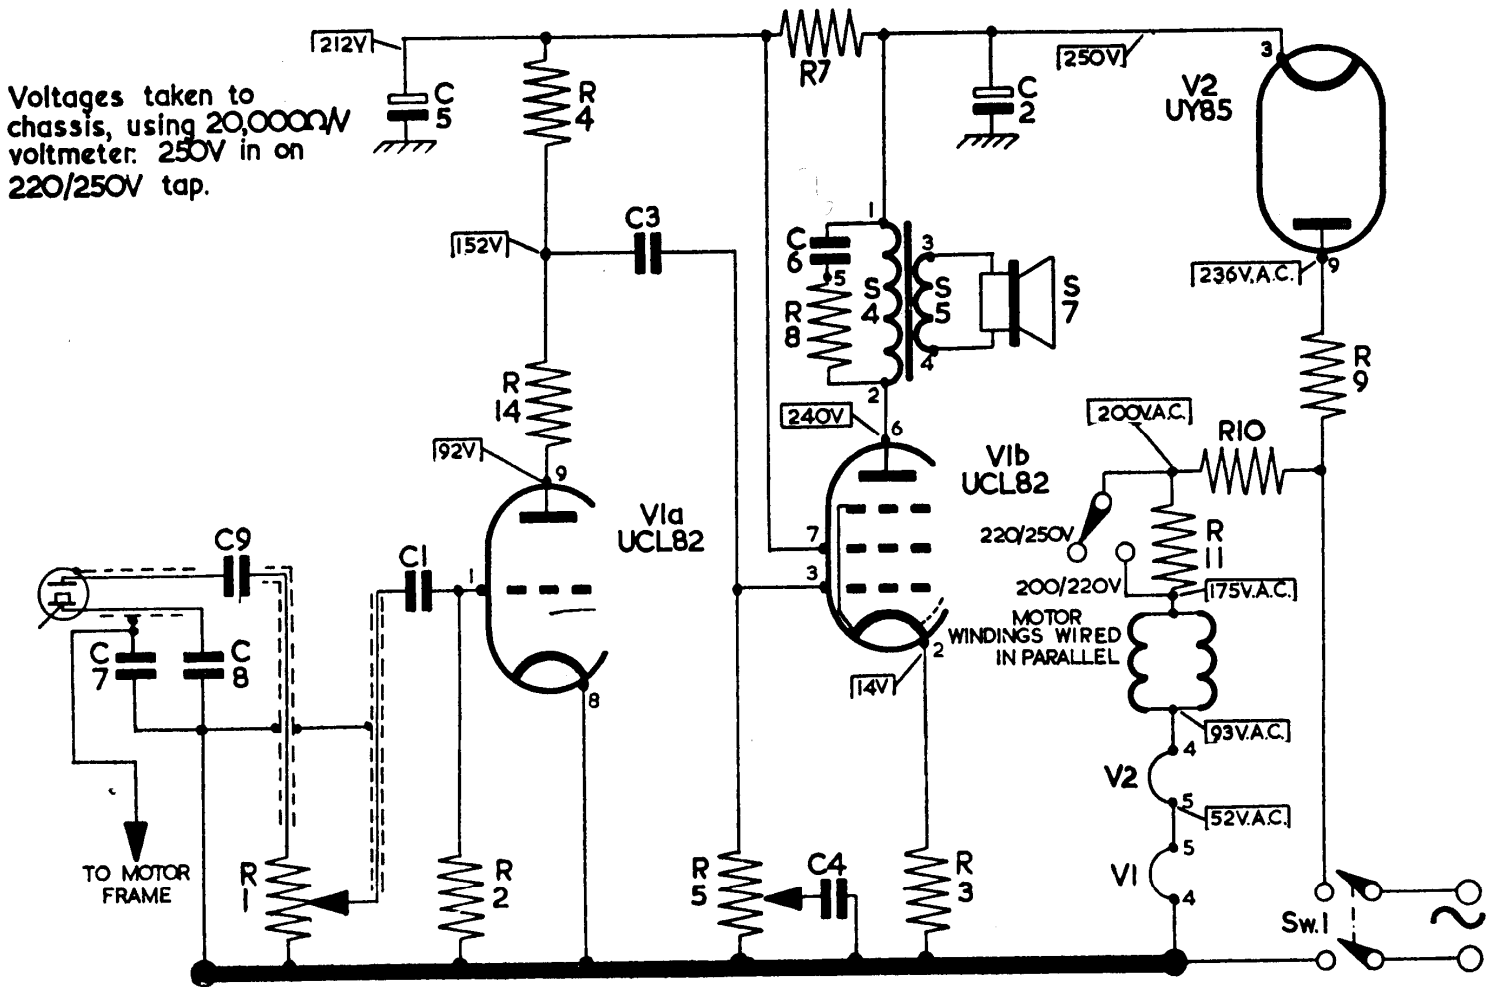 Voltages taken to
chassis, using 20,000Ω/V
voltmeter. 250V in on
220/250V tap.
212V
C
5
R
4
R7
C
2
250V
3
V2
UY85
9
236V.A.C.
152V
C3
C
6
5
R
8
1
S
4
2
3
S
5
4
S
7
R
9
R
14
92V
9
240V
6
200V.A.C.
R10
V1a
UCL82
V1b
UCL82
220/250V
R
11
200/220V
175V.A.C.
C9
C1
1
7
3
MOTOR
WINDINGS WIRED
IN PARALLEL
C
7
C
8
8
2
14V
93V.A.C.
4
V2
5
52V.A.C.
TO MOTOR
FRAME
R
1
R
2
R
5
C4
R
3
5
V1
4
Sw.1
~